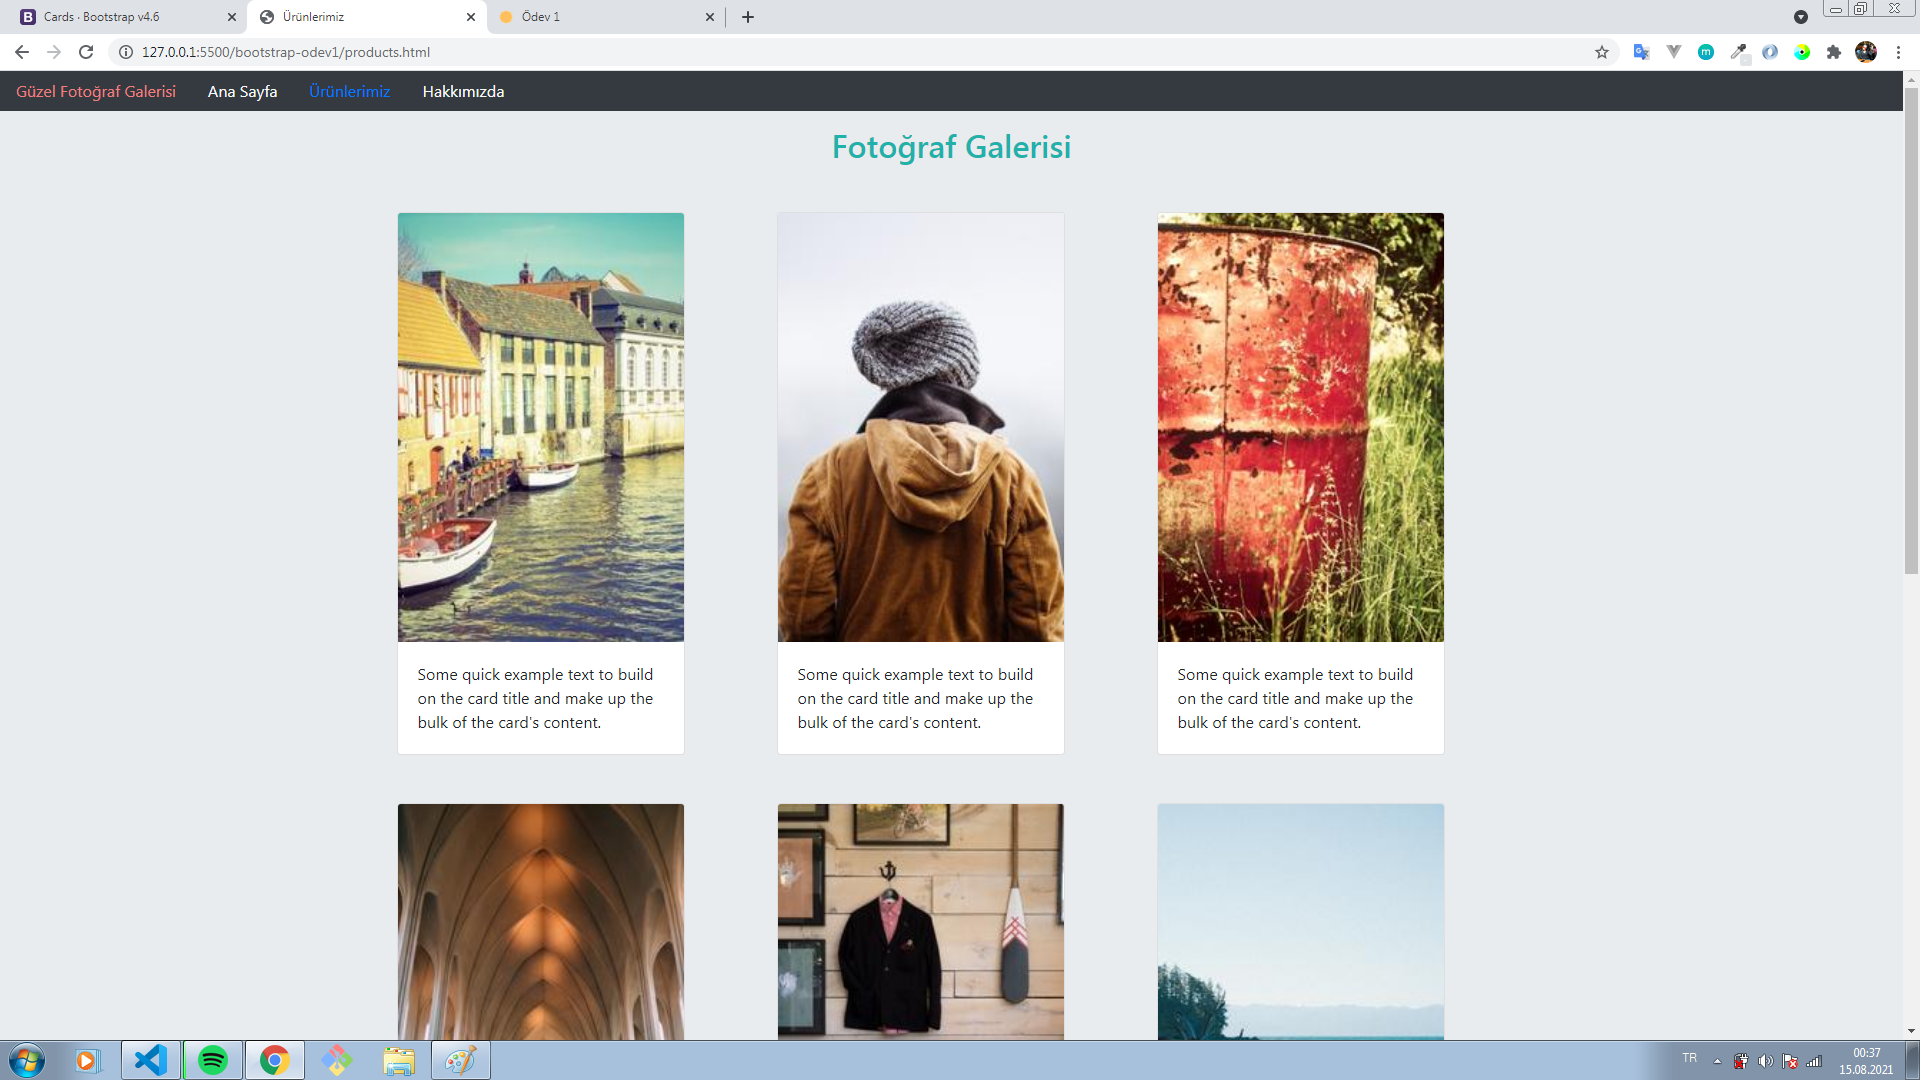 Cards · Bootstrap v4.6
Ürünlerimiz
Ödev 1
127.0.0.1:5500/bootstrap-odev1/products.html
Güzel Fotoğraf Galerisi
Ana Sayfa
Ürünlerimiz
Hakkımızda
Fotoğraf Galerisi
Some quick example text to build
on the card title and make up the
bulk of the card's content.
Some quick example text to build
on the card title and make up the
bulk of the card's content.
Some quick example text to build
on the card title and make up the
bulk of the card's content.
TR
00:37
15.08.2021